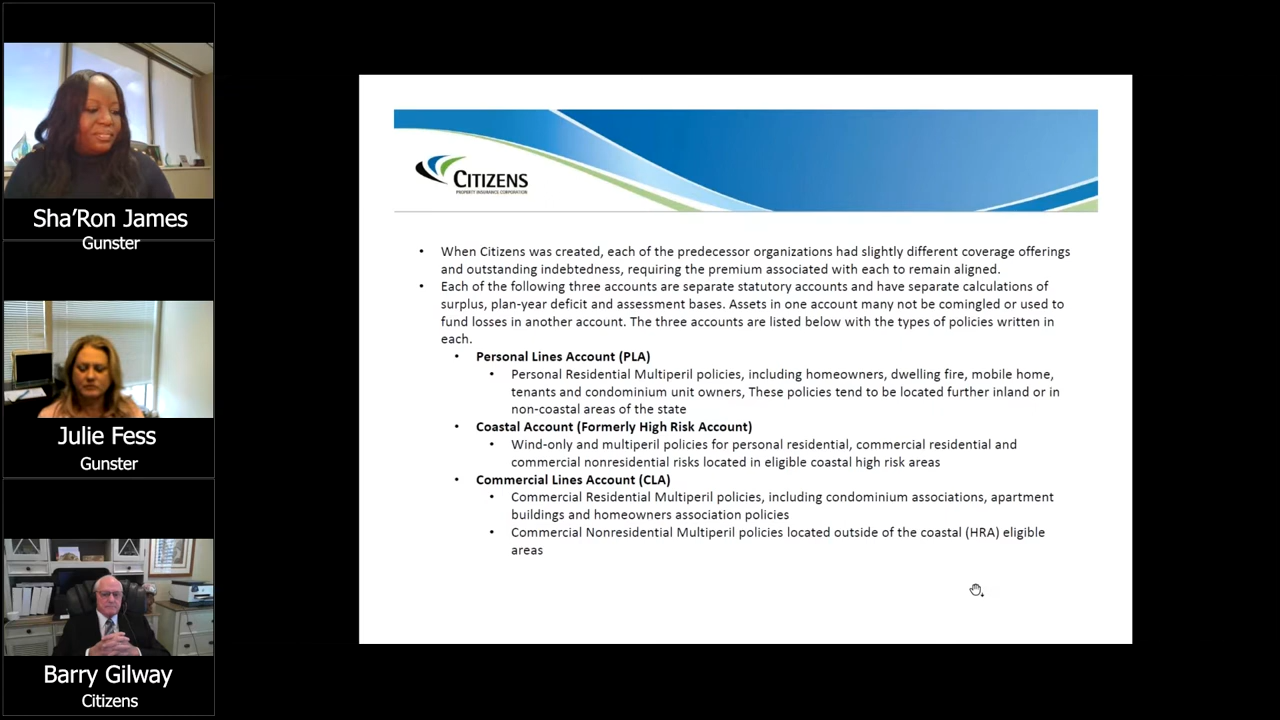 Sha’Ron James
Gunster
Julie Fess
Gunster
Barry Gilway
Citizens
CITIZENS
PROPERTY INSURANCE CORPORATION
• When Citizens was created, each of the predecessor organizations had slightly different coverage offerings
and outstanding indebtedness, requiring the premium associated with each to remain aligned.
• Each of the following three accounts are separate statutory accounts and have separate calculations of
surplus, plan-year deficit and assessment bases. Assets in one account many not be comingled or used to
fund losses in another account. The three accounts are listed below with the types of policies written in
each.
• Personal Lines Account (PLA)
• Personal Residential Multiperil policies, including homeowners, dwelling fire, mobile home,
tenants and condominium unit owners, These policies tend to be located further inland or in
non-coastal areas of the state
• Coastal Account (Formerly High Risk Account)
• Wind-only and multiperil policies for personal residential, commercial residential and
commercial nonresidential risks located in eligible coastal high risk areas
• Commercial Lines Account (CLA)
• Commercial Residential Multiperil policies, including condominium associations, apartment
buildings and homeowners association policies
• Commercial Nonresidential Multiperil policies located outside of the coastal (HRA) eligible
areas